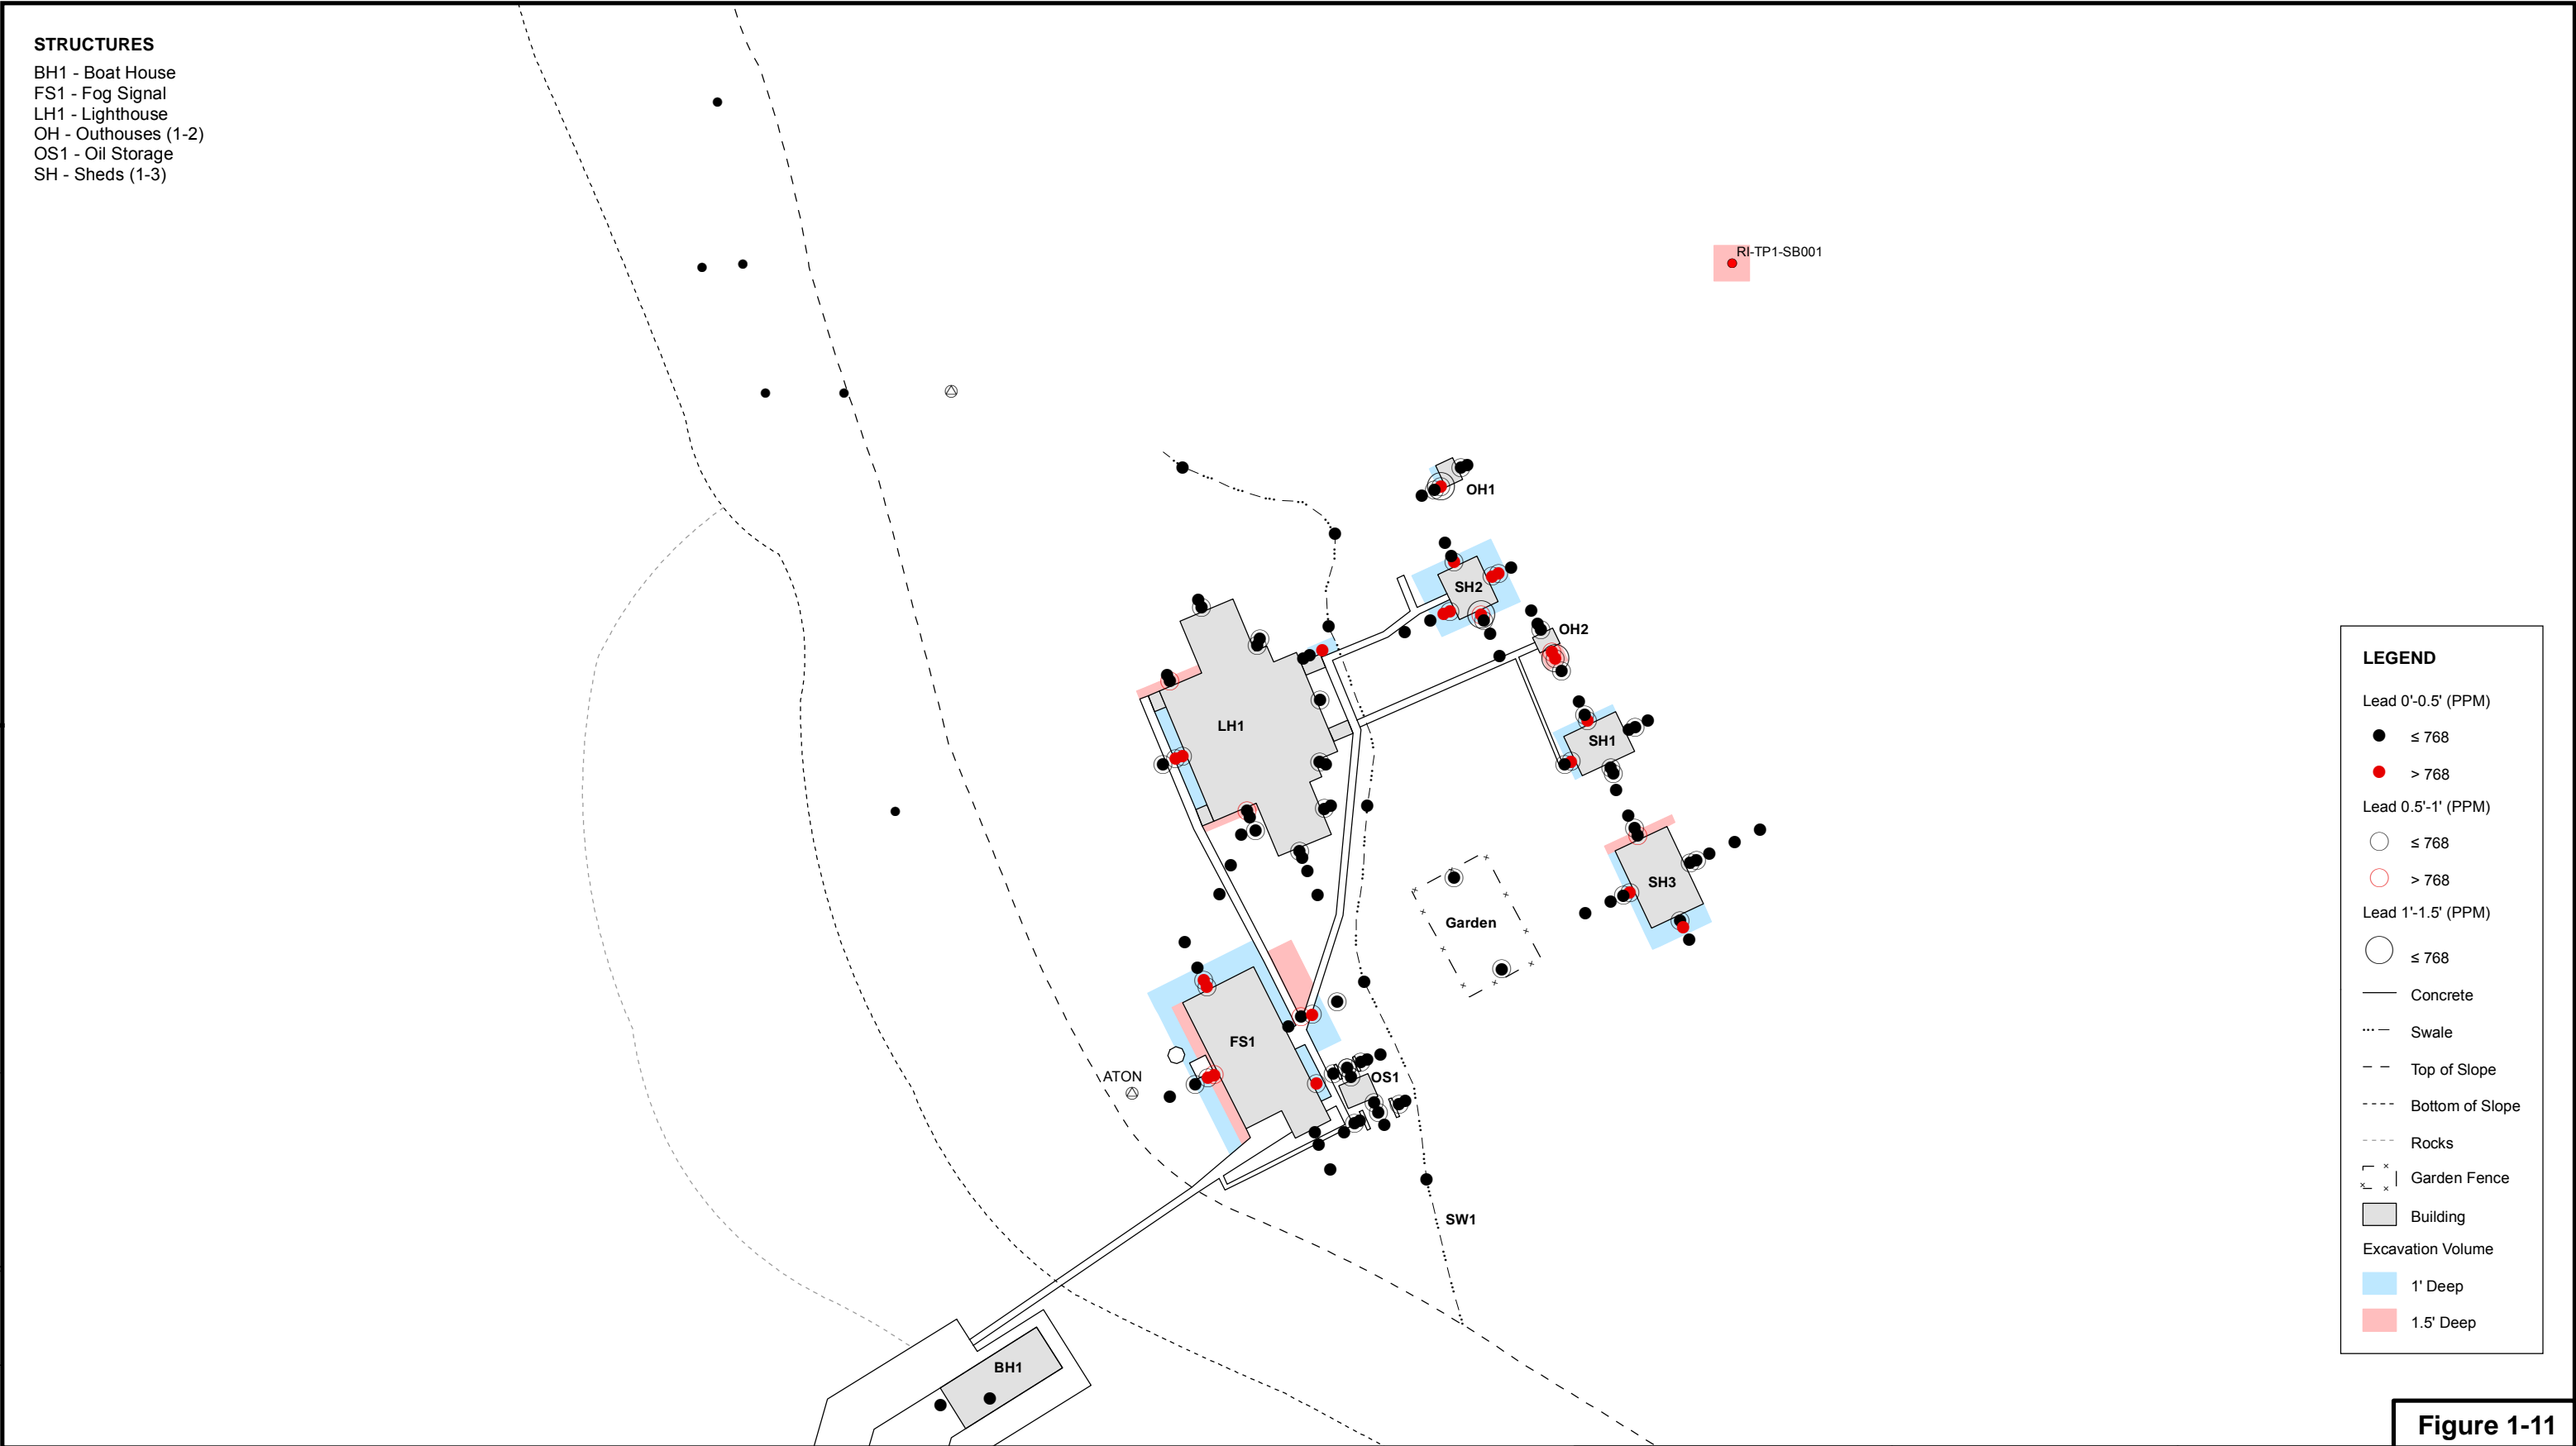 STRUCTURES
BH1 - Boat House
FS1 - Fog Signal
LH1 - Lighthouse
OH - Outhouses (1-2)
OS1 - Oil Storage
SH - Sheds (1-3)
RI-TP1-SB001
OH1
SH2
OH2
LH1
SH1
SH3
Garden
FS1
OS1
ATON
SW1
BH1
LEGEND
Lead 0'-0.5' (PPM)
≤ 768
> 768
Lead 0.5'-1' (PPM)
≤ 768
> 768
Lead 1'-1.5' (PPM)
≤ 768
Concrete
Swale
Top of Slope
Bottom of Slope
Rocks
Garden Fence
Building
Excavation Volume
1' Deep
1.5' Deep
Figure 1-11